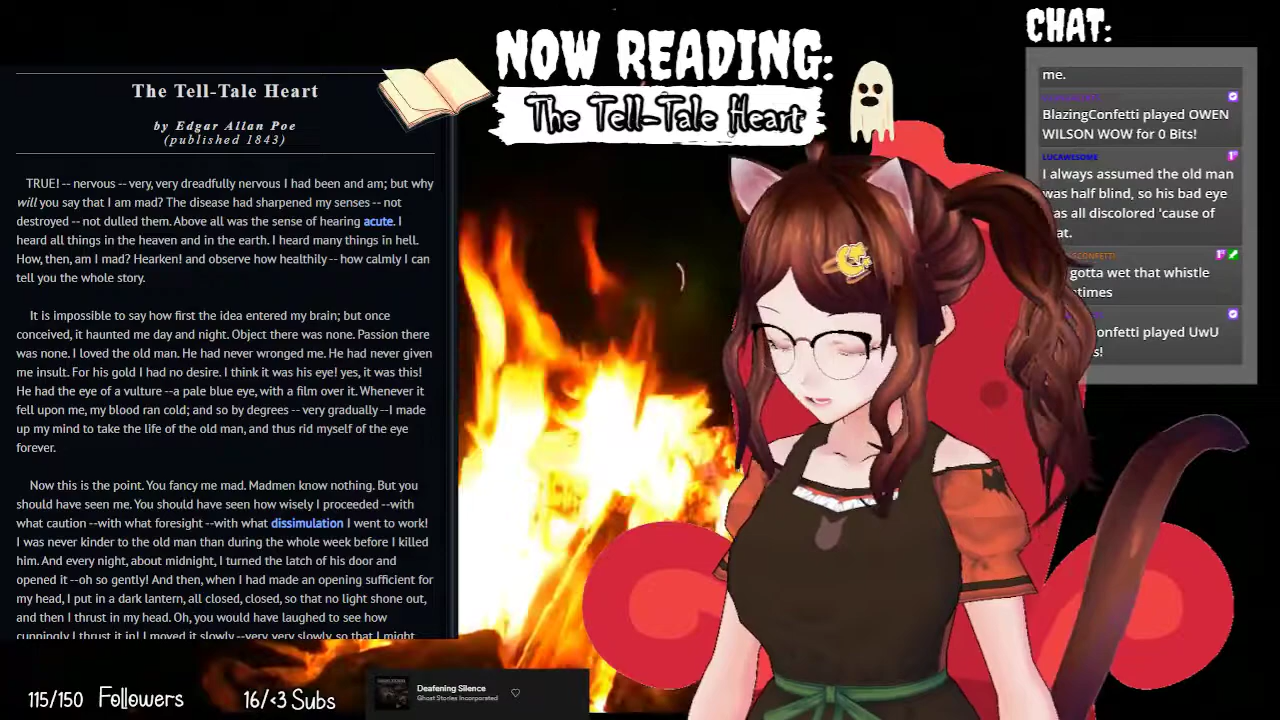 The Tell-Tale Heart
by Edgar Allan Poe
(published 1843)
TRUE! -- nervous -- very, very dreadfully nervous I had been and am; but why
will you say that I am mad? The disease had sharpened my senses -- not
destroyed -- not dulled them. Above all was the sense of hearing acute. I
heard all things in the heaven and in the earth. I heard many things in hell.
How, then, am I mad? Hearken! and observe how healthily -- how calmly I can
tell you the whole story.
It is impossible to say how first the idea entered my brain; but once
conceived, it haunted me day and night. Object there was none. Passion there
was none. I loved the old man. He had never wronged me. He had never given
me insult. For his gold I had no desire. I think it was his eye! yes, it was this!
He had the eye of a vulture --a pale blue eye, with a film over it. Whenever it
fell upon me, my blood ran cold; and so by degrees -- very gradually --I made
up my mind to take the life of the old man, and thus rid myself of the eye
forever.
Now this is the point. You fancy me mad. Madmen know nothing. But you
should have seen me. You should have seen how wisely I proceeded --with
what caution --with what foresight --with what dissimulation I went to work!
I was never kinder to the old man than during the whole week before I killed
him. And every night, about midnight, I turned the latch of his door and
opened it --oh so gently! And then, when I had made an opening sufficient for
my head, I put in a dark lantern, all closed, closed, so that no light shone out,
and then I thrust in my head. Oh, you would have laughed to see how
cunningly I thrust it in! I moved it slowly --very, very slowly, so that I might
NOW READING:
The Tell-Tale Heart
CHAT:
me.
BlazingConfetti played OWEN
WILSON WOW for 0 Bits!
LUCAWESOME
I always assumed the old man
was half blind, so his bad eye
as all discolored 'cause of
at.
CONFETTI
gotta wet that whistle
times
onfetti played UwU
s!
115/150 Followers
16/<3 Subs
Deafening Silence
Ghost Stories Incorporated